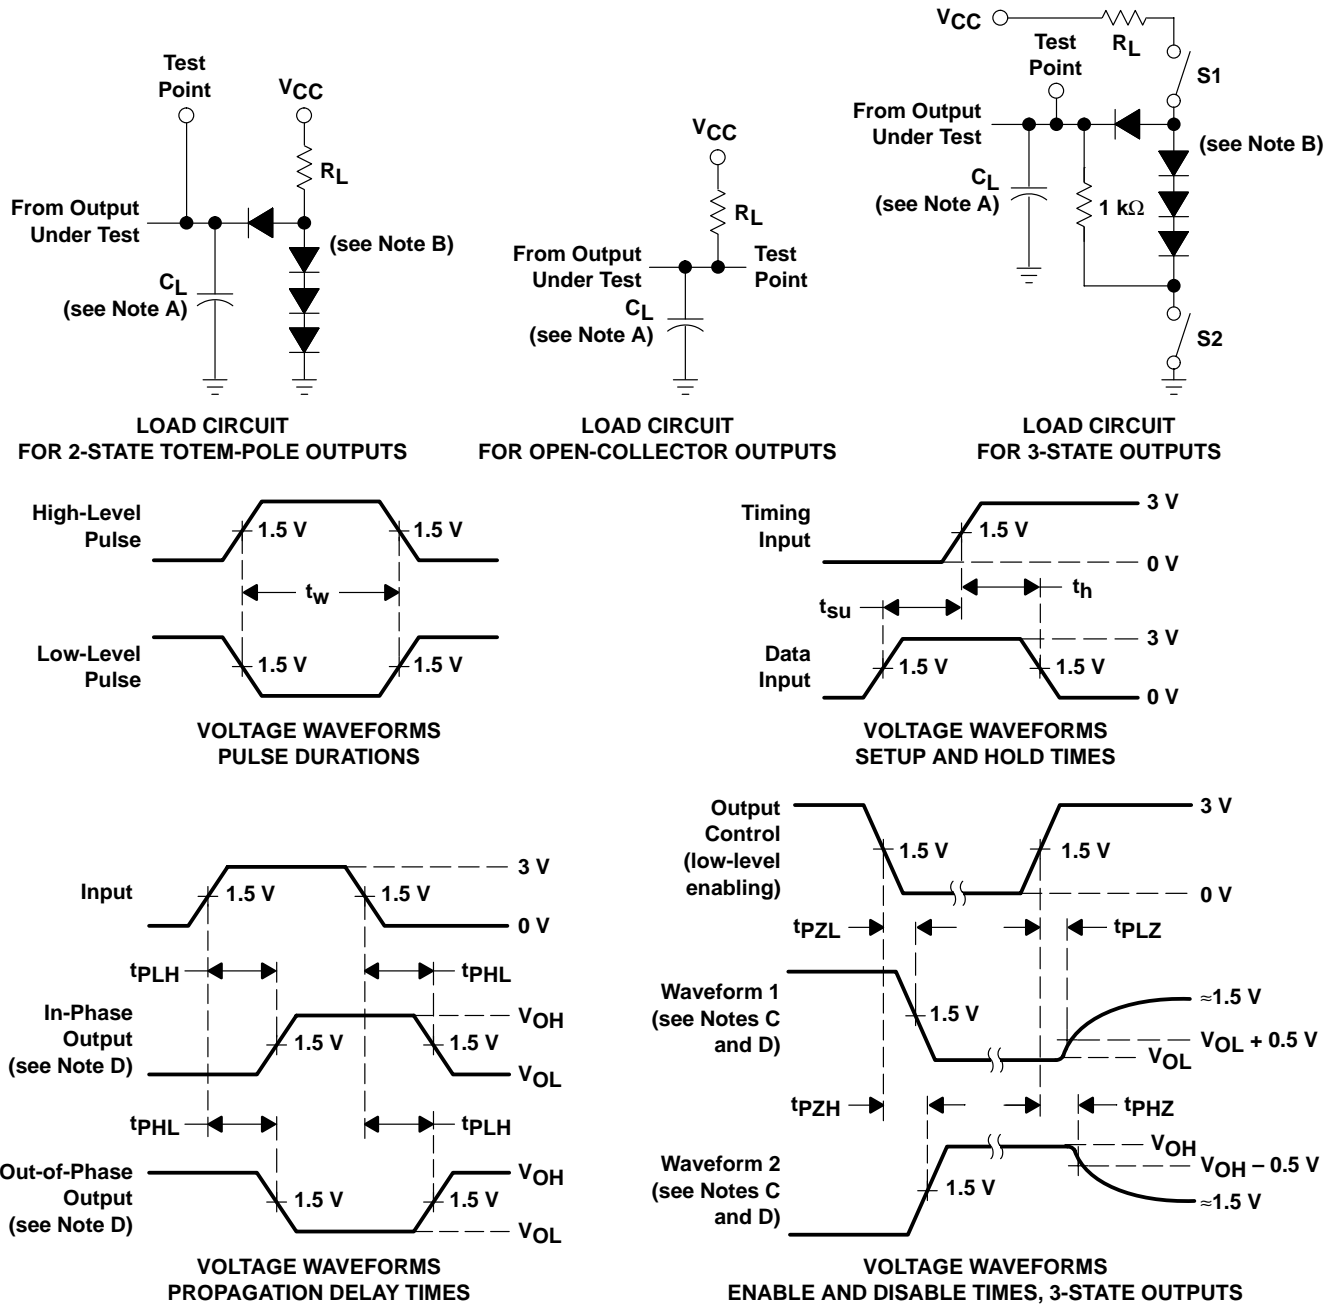 Test
Point
VCC
RL
From Output
Under Test
(see Note B)
CL
(see Note A)
LOAD CIRCUIT
FOR 2-STATE TOTEM-POLE OUTPUTS
VCC
RL
From Output
Under Test
Test
Point
CL
(see Note A)
LOAD CIRCUIT
FOR OPEN-COLLECTOR OUTPUTS
VCC
RL
Test
Point
S1
From Output
Under Test
(see Note B)
CL
(see Note A)
1 kΩ
S2
LOAD CIRCUIT
FOR 3-STATE OUTPUTS
High-Level
Pulse
1.5 V
1.5 V
tw
Low-Level
Pulse
1.5 V
1.5 V
VOLTAGE WAVEFORMS
PULSE DURATIONS
Timing
Input
1.5 V
3 V
0 V
th
tsu
Data
Input
1.5 V
1.5 V
3 V
0 V
VOLTAGE WAVEFORMS
SETUP AND HOLD TIMES
Input
1.5 V
1.5 V
3 V
0 V
tPLH
tPHL
In-Phase
Output
(see Note D)
1.5 V
1.5 V
VOH
VOL
tPHL
tPLH
Out-of-Phase
Output
(see Note D)
1.5 V
1.5 V
VOH
VOL
VOLTAGE WAVEFORMS
PROPAGATION DELAY TIMES
Output
Control
(low-level
enabling)
1.5 V
1.5 V
3 V
0 V
tPZL
tPLZ
Waveform 1
(see Notes C
and D)
1.5 V
≈1.5 V
VOL + 0.5 V
VOL
tPZH
tPHZ
Waveform 2
(see Notes C
and D)
1.5 V
VOH
VOH – 0.5 V
≈1.5 V
VOLTAGE WAVEFORMS
ENABLE AND DISABLE TIMES, 3-STATE OUTPUTS